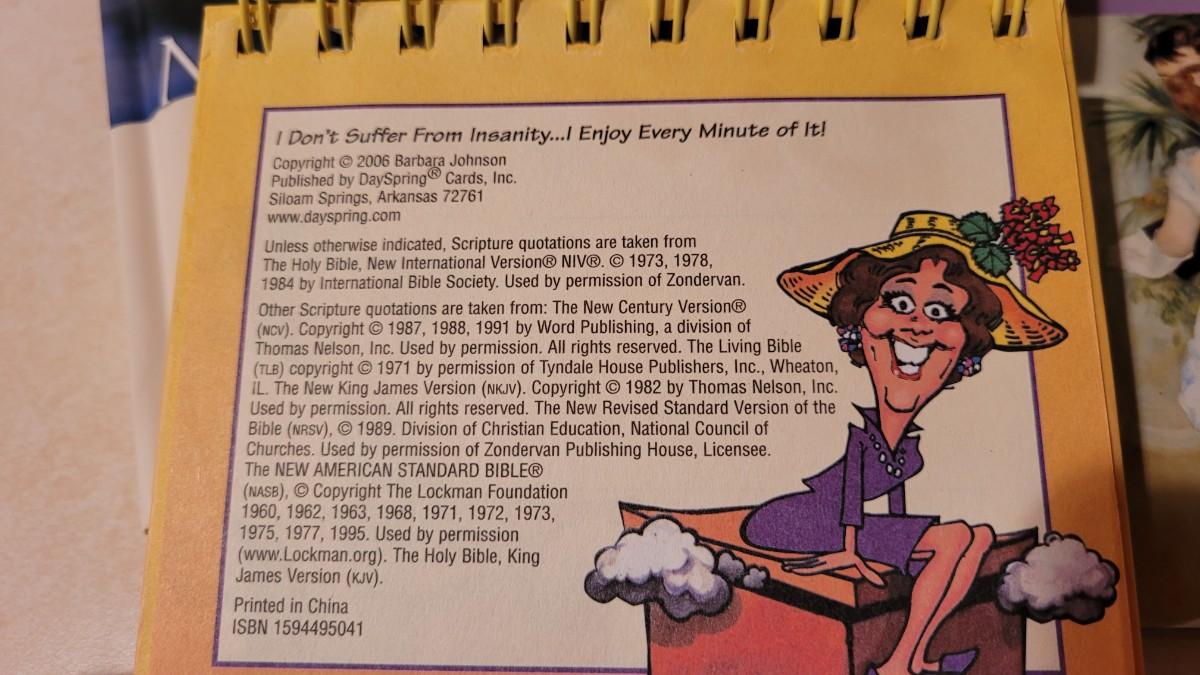 N
I Don't Suffer From Insanity...I Enjoy Every Minute of It!
Copyright © 2006 Barbara Johnson
Published by DaySpring® Cards, Inc.
Siloam Springs, Arkansas 72761
www.dayspring.com
Unless otherwise indicated, Scripture quotations are taken from
The Holy Bible, New International Version® NIV®. © 1973, 1978,
1984 by International Bible Society. Used by permission of Zondervan.
Other Scripture quotations are taken from: The New Century Version®
(NCV). Copyright © 1987, 1988, 1991 by Word Publishing, a division of
Thomas Nelson, Inc. Used by permission. All rights reserved. The Living Bible
(TLB) copyright © 1971 by permission of Tyndale House Publishers, Inc., Wheaton,
IL. The New King James Version (NKJV). Copyright © 1982 by Thomas Nelson, Inc.
Used by permission. All rights reserved. The New Revised Standard Version of the
Bible (NRSV), © 1989. Division of Christian Education, National Council of
Churches. Used by permission of Zondervan Publishing House, Licensee.
The NEW AMERICAN STANDARD BIBLE®
(NASB), © Copyright The Lockman Foundation
1960, 1962, 1963, 1968, 1971, 1972, 1973,
1975, 1977, 1995. Used by permission
(www.Lockman.org). The Holy Bible, King
James Version (KJV).
Printed in China
ISBN 1594495041